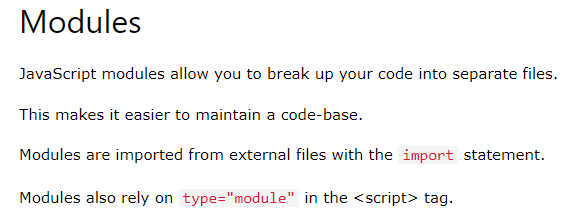 Modules
JavaScript modules allow you to break up your code into separate files.
This makes it easier to maintain a code-base.
Modules are imported from external files with the import statement.
Modules also rely on type="module" in the <script> tag.